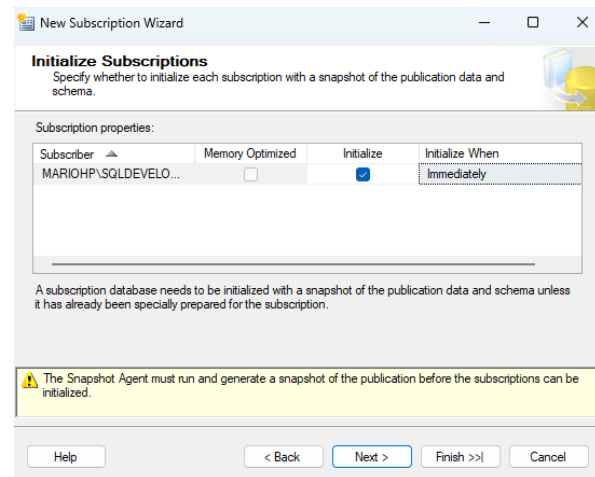 New Subscription Wizard
Initialize Subscriptions
Specify whether to initialize each subscription with a snapshot of the publication data and
schema.
Subscription properties:
Subscriber Memory Optimized Initialize Initialize When
MARIOHP\SQLDEVELO... Immediately
A subscription database needs to be initialized with a snapshot of the publication data and schema unless
it has already been specially prepared for the subscription.
The Snapshot Agent must run and generate a snapshot of the publication before the subscriptions can be
initialized.
Help < Back Next > Finish >>| Cancel